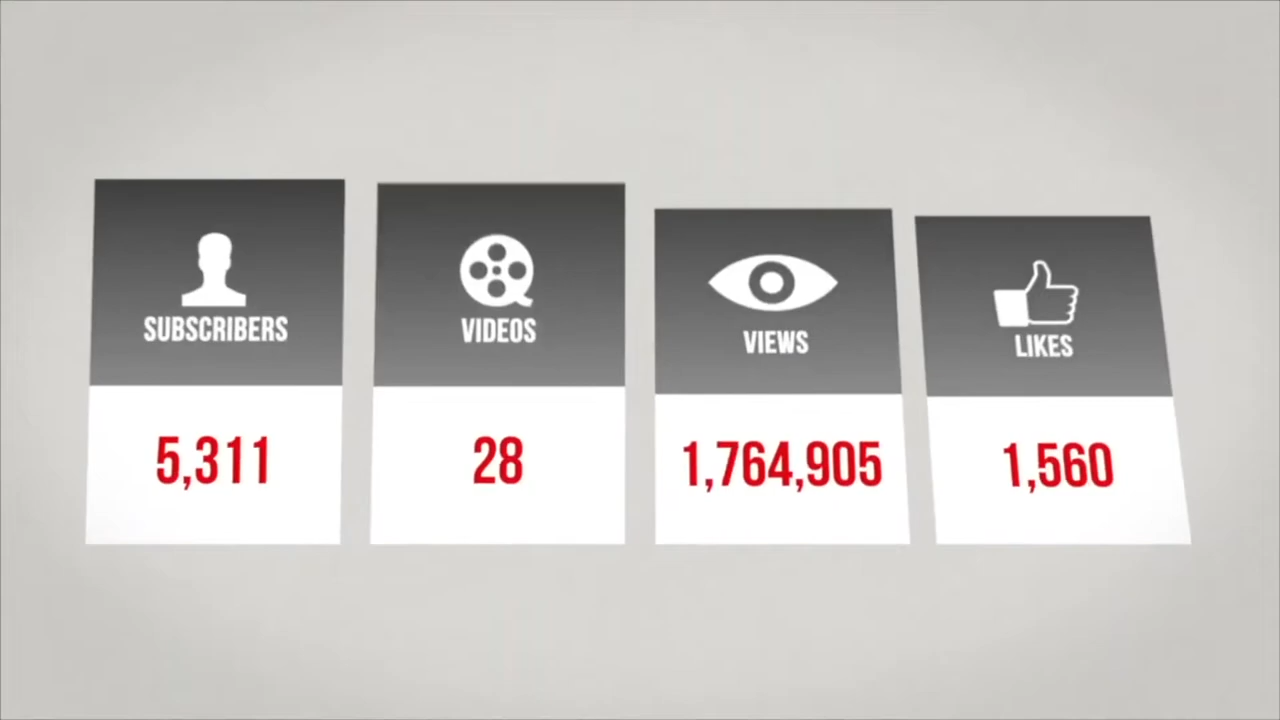 SUBSCRIBERS
5,311
VIDEOS
28
VIEWS
1,764,905
LIKES
1,560